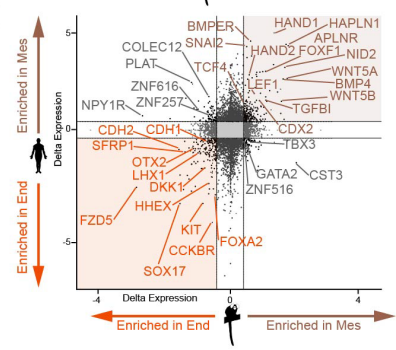 BMPER
HAND1
HAPLN1
SNAI2
APLNR
COLEC12
HAND2
FOXF1
PLAT
TCF4
NID2
ZNF616
LEF1
WNT5A
BMP4
NPY1R
ZNF257
WNT5B
TGFBI
CDH2
CDH1
CDX2
SFRP1
TBX3
OTX2
LHX1
GATA2
CST3
DKK1
ZNF516
HHEX
FZD5
KIT
FOXA2
CCKBR
SOX17
5
0
-5
-4
0
4
Enriched in Mes
Enriched in End
Delta Expression
Delta Expression
Enriched in End
Enriched in Mes